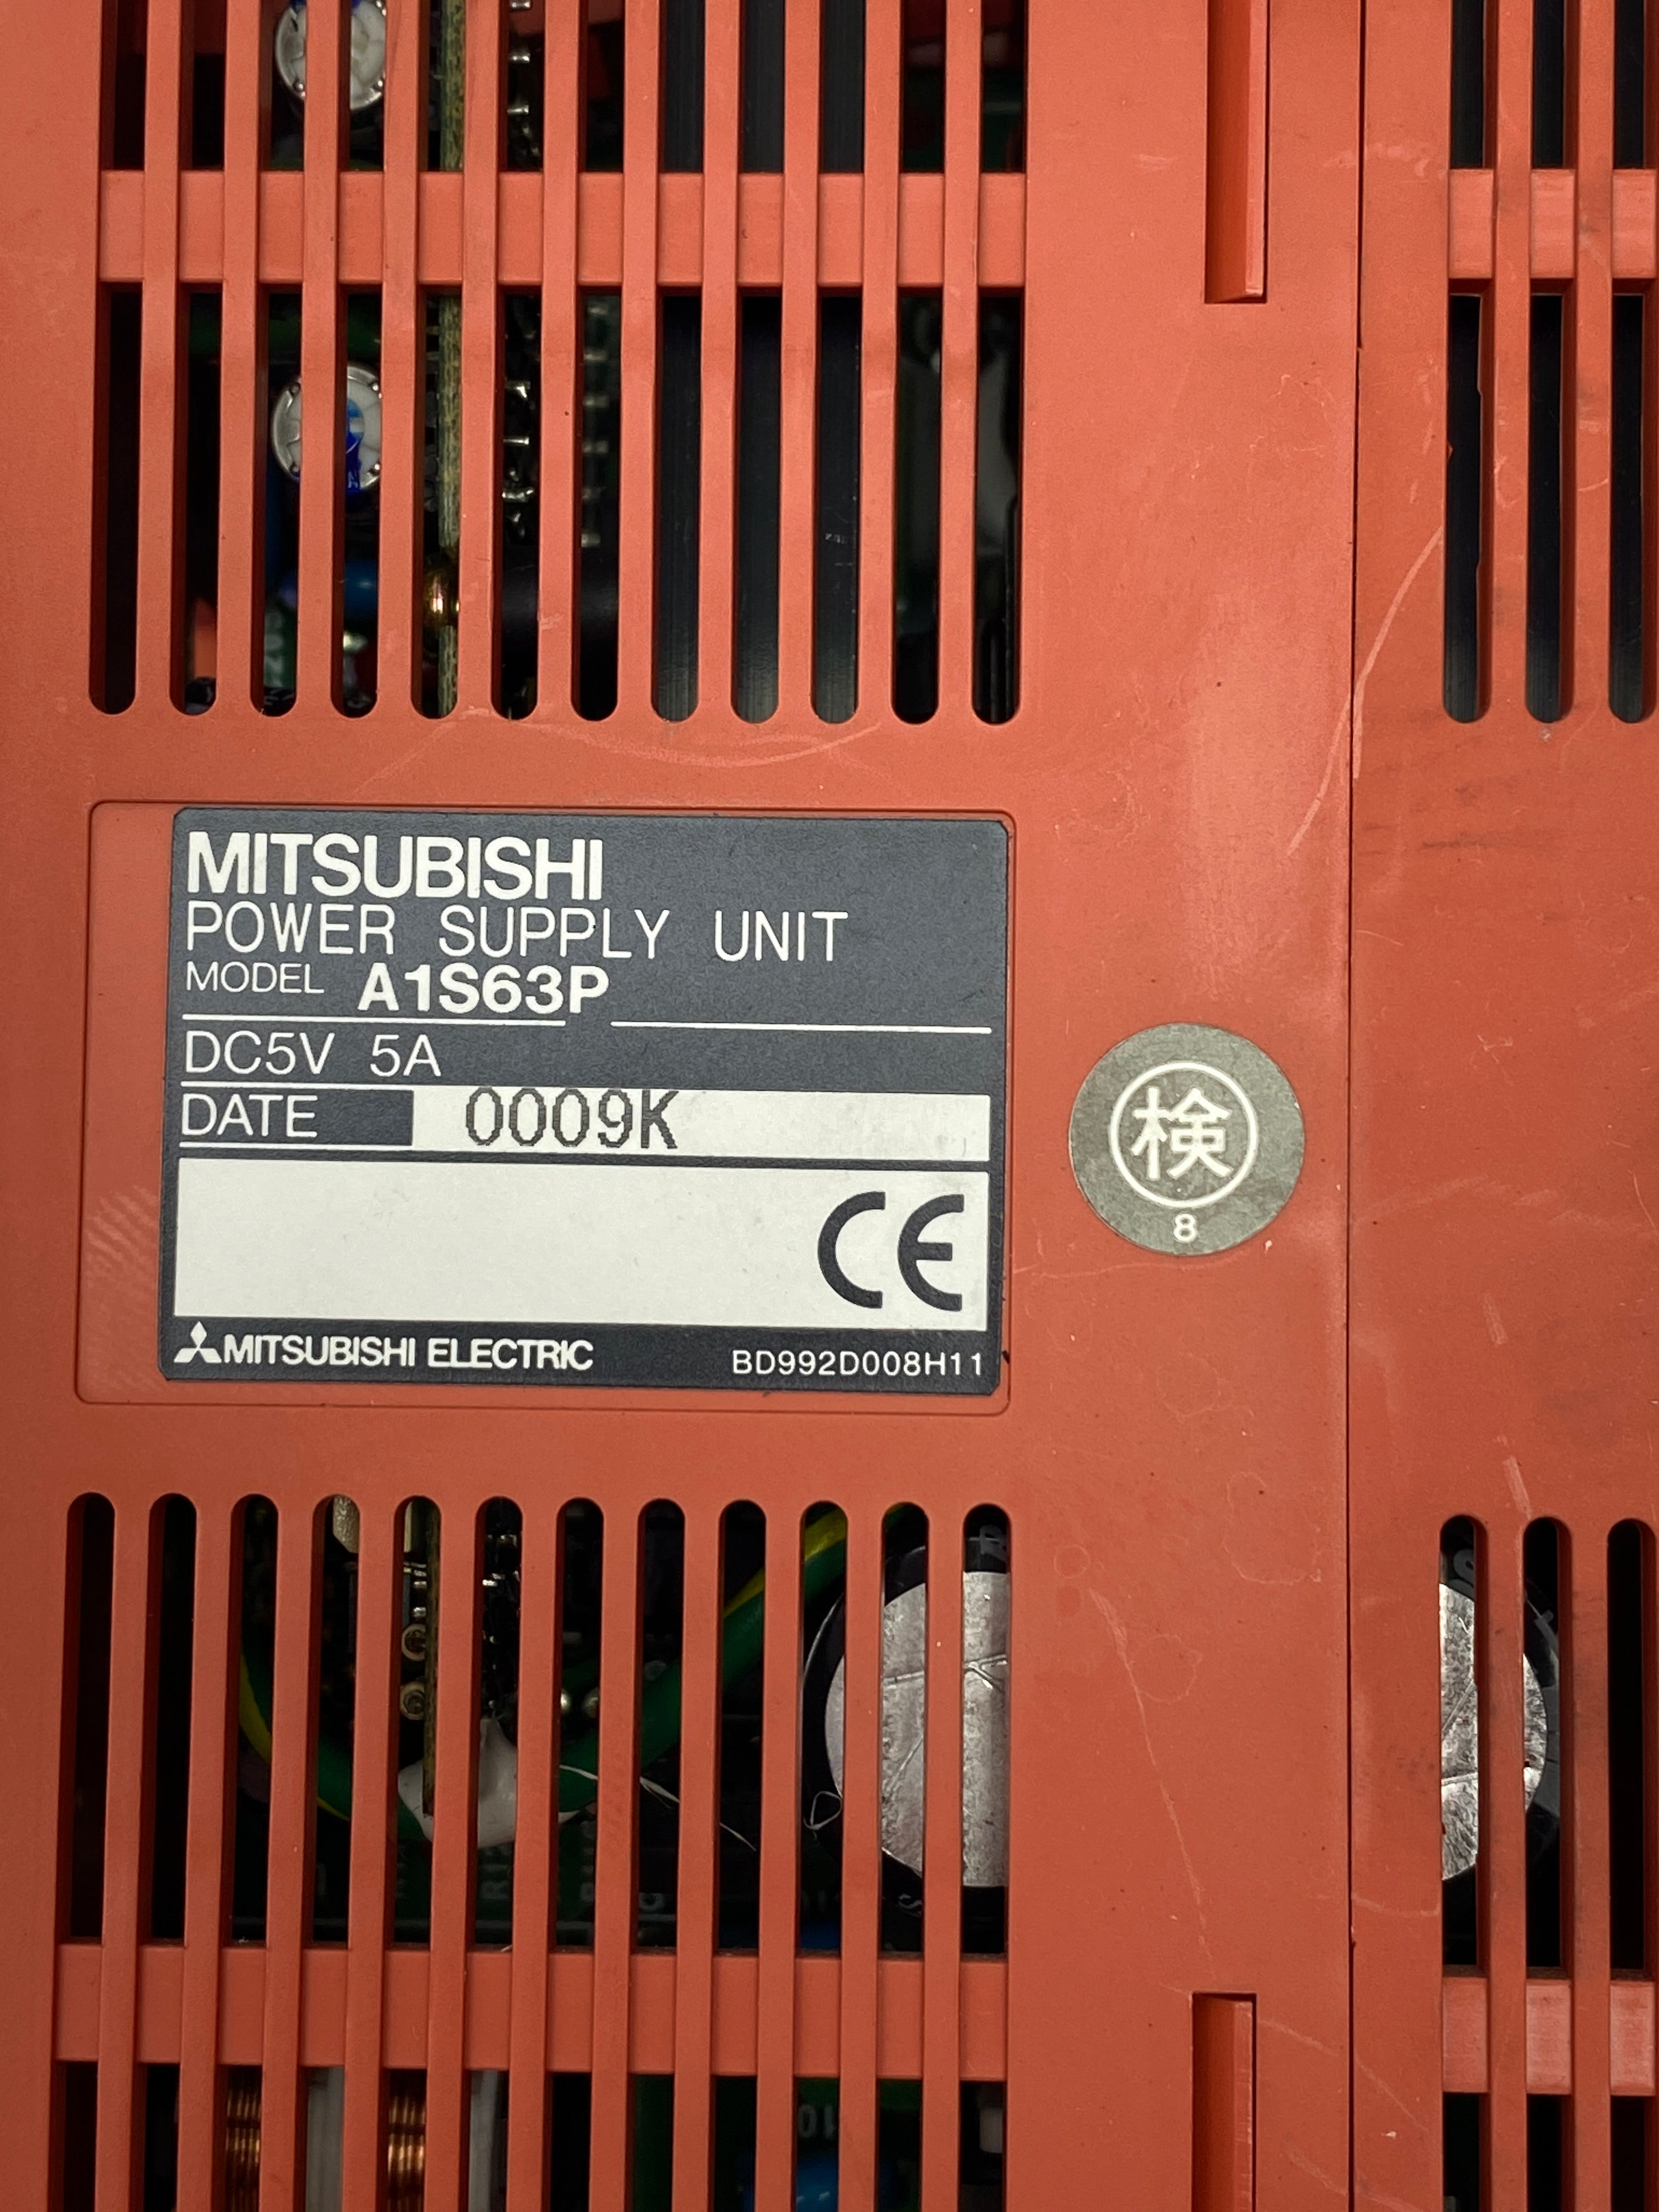 MITSUBISHI
POWER SUPPLY UNIT
MODEL A1S63P
DC5V 5A
DATE 0009K
CE
MITSUBISHI ELECTRIC
BD992D008H11
検
8